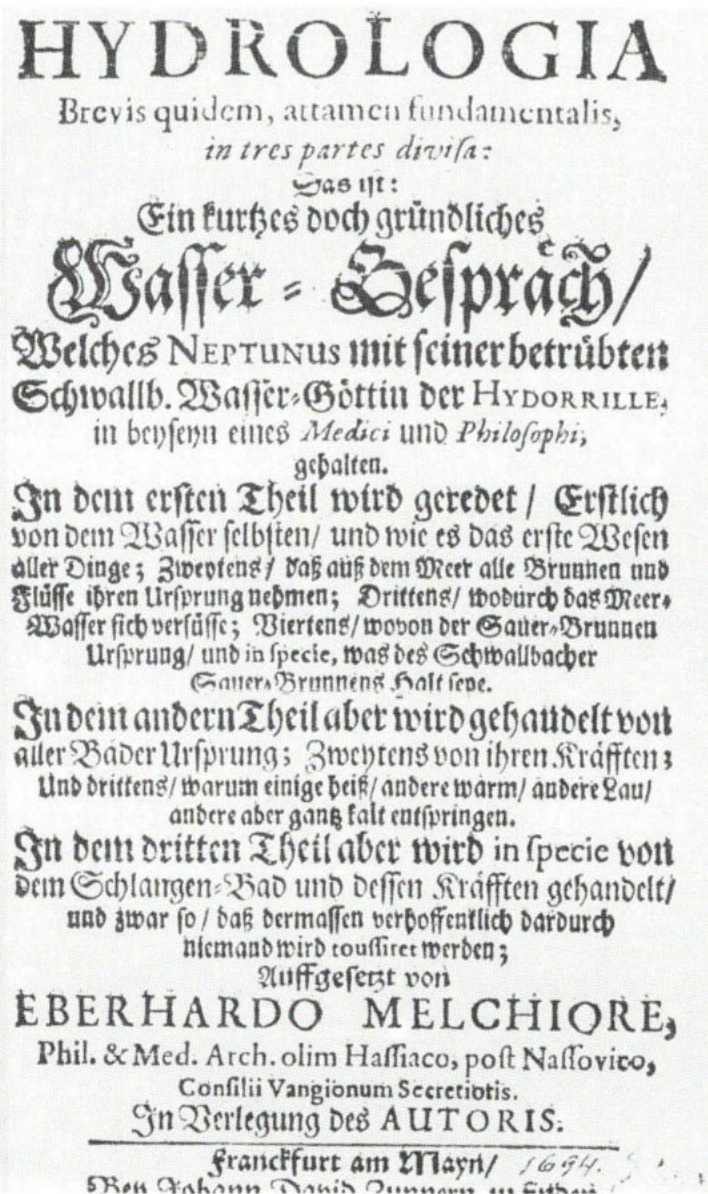 HYDROLOGIA
Brevis quidem, attamen fundamentalis,
in tres partes divisa:
Das ist:
Ein kurtzes doch gründliches
Wasser-Gespräch/
Welches NEPTUNUS mit seiner betrübten
Schwallb. Wasser-Göttin der HYDORRILLE,
in beyseyn eines Medici und Philosophi,
gehalten.
In dem ersten Theil wird geredet / Erstlich
von dem Wasser selbsten/ und wie es das erste Wesen
aller Dinge; Zweytens/ daß auß dem Meer alle Brunnen und
Flüsse ihren Ursprung nehmen; Drittens/ wodurch das Meer-
Wasser sich versüsse; Viertens/ wovon der Sauer-Brunnen
Ursprung/ und in specie, was des Schwallbacher
Sauer-Brunnens Halt seye.
In dem andern Theil aber wird gehandelt von
aller Bäder Ursprung; Zweytens von ihren Kräfften;
Und drittens/ warum einige heiß/ andere warm/ andere Lau/
andere aber gantz kalt entspringen.
In dem dritten Theil aber wird in specie von
dem Schlangen-Bad und dessen Kräfften gehandelt/
und zwar so/ daß dermassen verhoffentlich dardurch
niemand wird toussiret werden;
Auffgesetzt von
EBERHARDO MELCHIORE,
Phil. & Med. Arch. olim Hassiaco, post Nassovico,
Consilii Vangionum Secretioris.
In Verlegung des AUTORIS.
Franckfurt am Mayn/ 1694.
Bey Johann David Zunnern zu finden